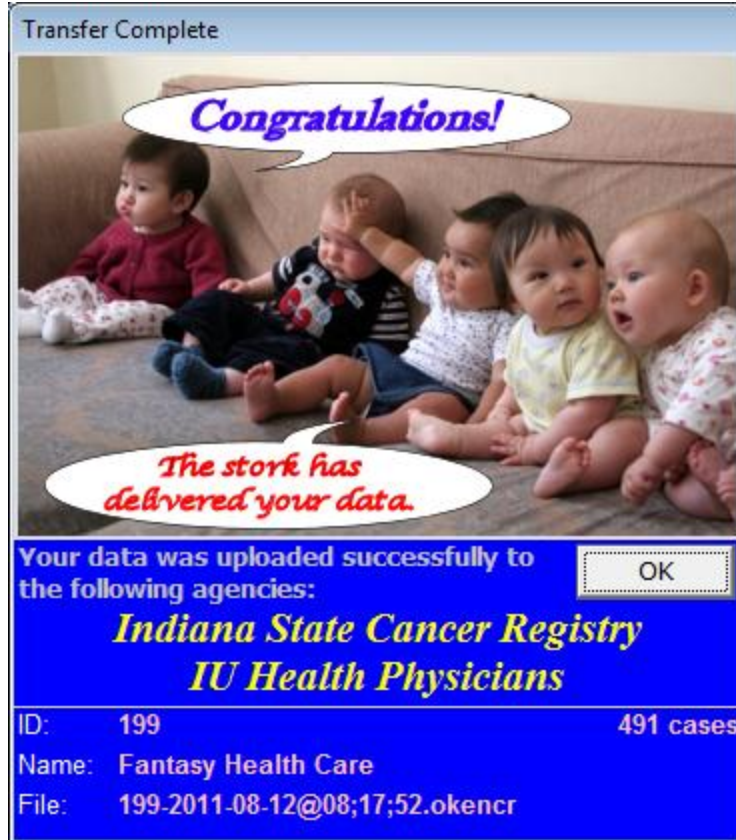 Transfer Complete
Congratulations!
The stork has
delivered your data.
Your data was uploaded successfully to
the following agencies:
OK
Indiana State Cancer Registry
IU Health Physicians
ID: 199 491 cases
Name: Fantasy Health Care
File: 199-2011-08-12@08;17;52.okencr